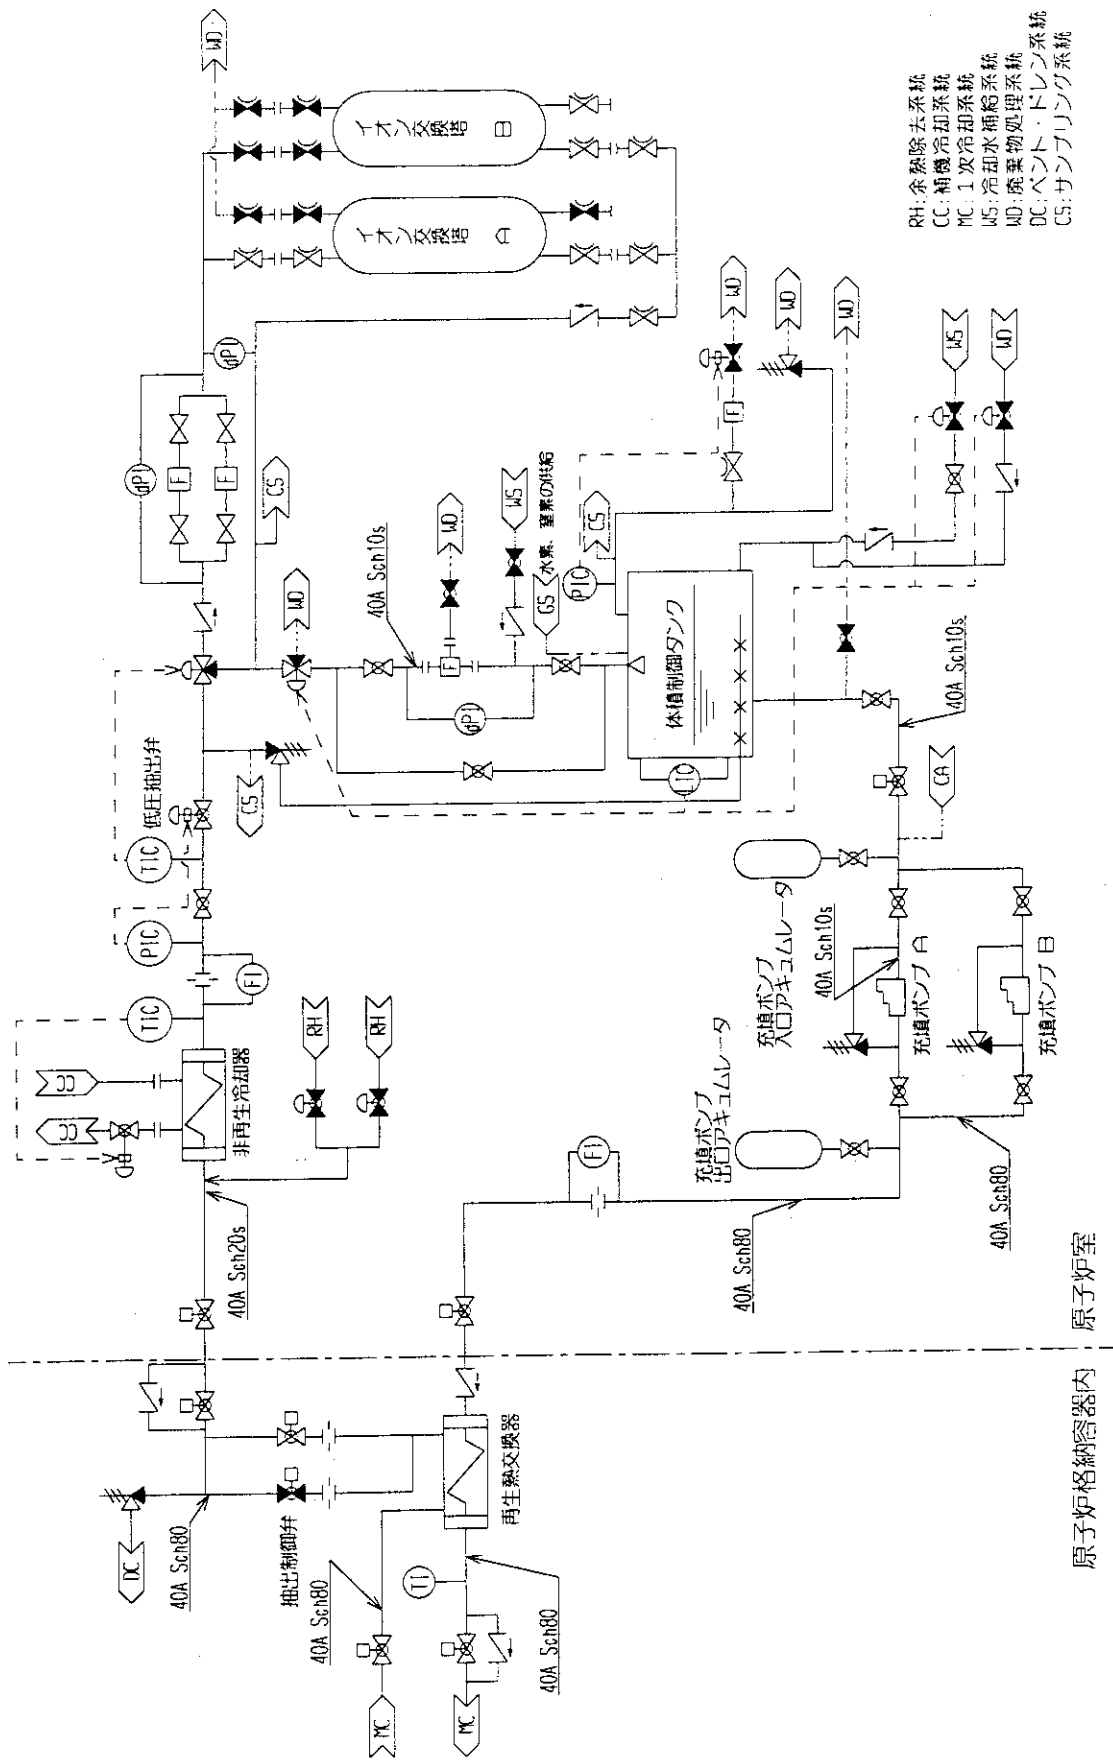 MC
MC
DC
40A Sch80
40A Sch80
40A Sch80
TI
抽出制御弁
再生熱交換器
原子炉格納容器内
原子炉室
40A Sch20s
CC
CC
非再生冷却器
RH
RH
TIC
FI
PIC
TIC
低圧抽出弁
CS
WD
CS
dPI
dPI
F
F
WD
イオン交換塔
A
イオン交換塔
B
40A Sch10s
F
dPI
WD
WS
GS
水素、窒素の供給
PIC
CS
F
WD
WD
WD
WS
WD
体積制御タンク
LIC
40A Sch10s
CA
充填ポンプ
入口アキュムレータ
40A Sch10s
充填ポンプ A
充填ポンプ B
充填ポンプ
出口アキュムレータ
FI
40A Sch80
40A Sch80
RH:余熱除去系統
CC:補機冷却系統
MC:1次冷却系統
WS:冷却水補給系統
WD:廃棄物処理系統
DC:ベント・ドレン系統
CS:サンプリング系統